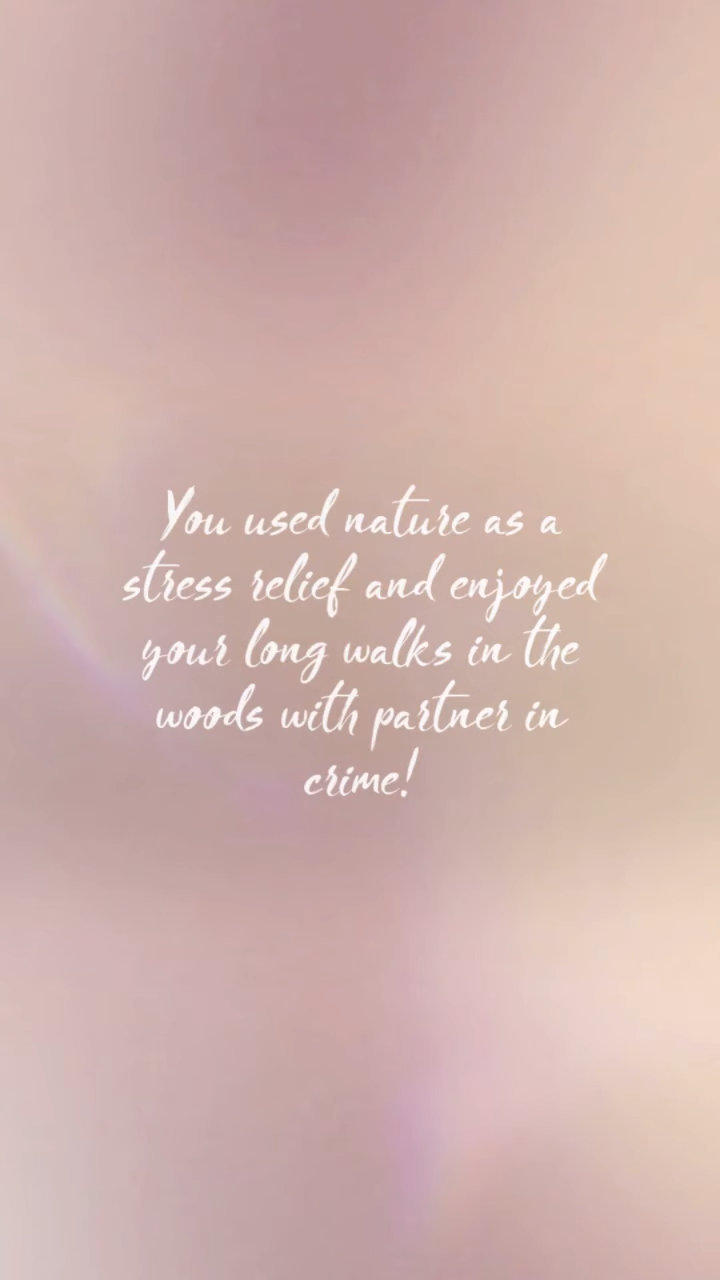 You used nature as a
stress relief and enjoyed
your long walks in the
woods with partner in
crime!